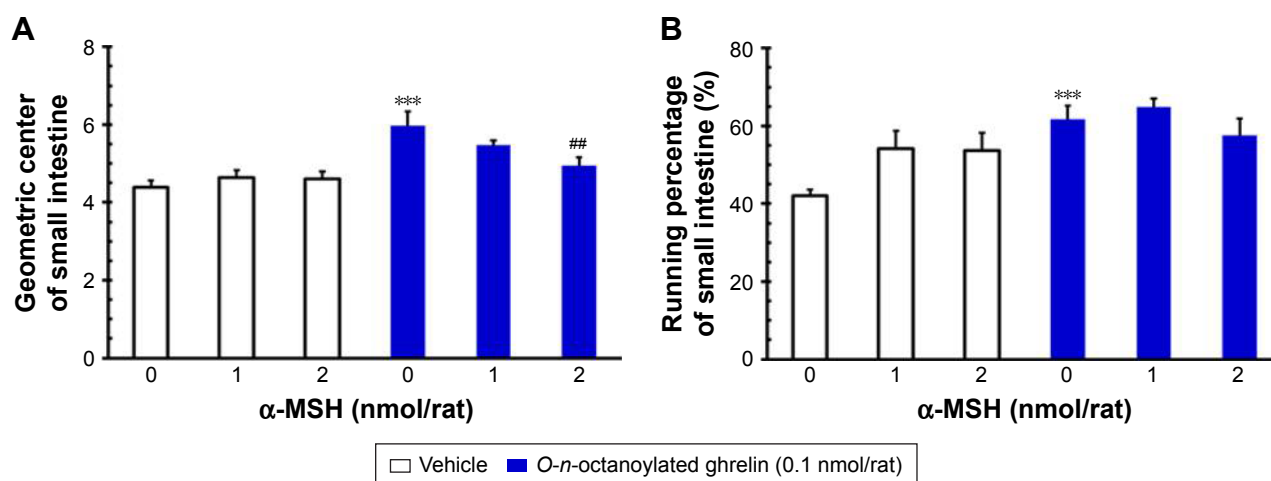 A
Geometric center
of small intestine
8
6
4
2
0
***
##
0 1 2 0 1 2
α-MSH (nmol/rat)
B
Running percentage
of small intestine (%)
80
60
40
20
0
***
0 1 2 0 1 2
α-MSH (nmol/rat)
Vehicle O-n-octanoylated ghrelin (0.1 nmol/rat)